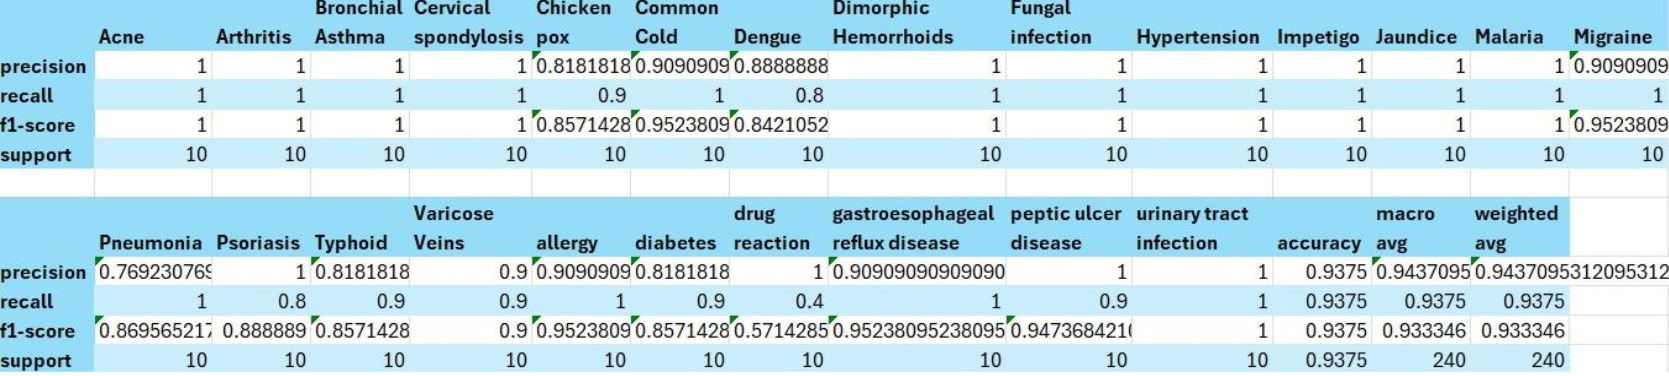 Bronchial Cervical Chicken Common Dimorphic Fungal
Acne Arthritis Asthma spondylosis pox Cold Dengue Hemorrhoids infection Hypertension Impetigo Jaundice Malaria Migraine
precision 1 1 1 1 0.8181818 0.9090909 0.8888888 1 1 1 1 1 1 0.9090909
recall 1 1 1 1 0.9 1 0.8 1 1 1 1 1 1 1
f1-score 1 1 1 1 0.8571428 0.9523809 0.8421052 1 1 1 1 1 1 0.9523809
support 10 10 10 10 10 10 10 10 10 10 10 10 10 10
Varicose drug gastroesophageal peptic ulcer urinary tract macro weighted
Pneumonia Psoriasis Typhoid Veins allergy diabetes reaction reflux disease disease infection accuracy avg avg
precision 0.769230769 1 0.8181818 0.9 0.9090909 0.8181818 1 0.90909090909090 1 1 0.9375 0.9437095 0.9437095312095312
recall 1 0.8 0.9 0.9 1 0.9 0.4 1 0.9 1 0.9375 0.9375 0.9375
f1-score 0.869565217 0.888889 0.8571428 0.9 0.9523809 0.8571428 0.5714285 0.95238095238095 0.947368421 1 0.9375 0.933346 0.933346
support 10 10 10 10 10 10 10 10 10 10 0.9375 240 240